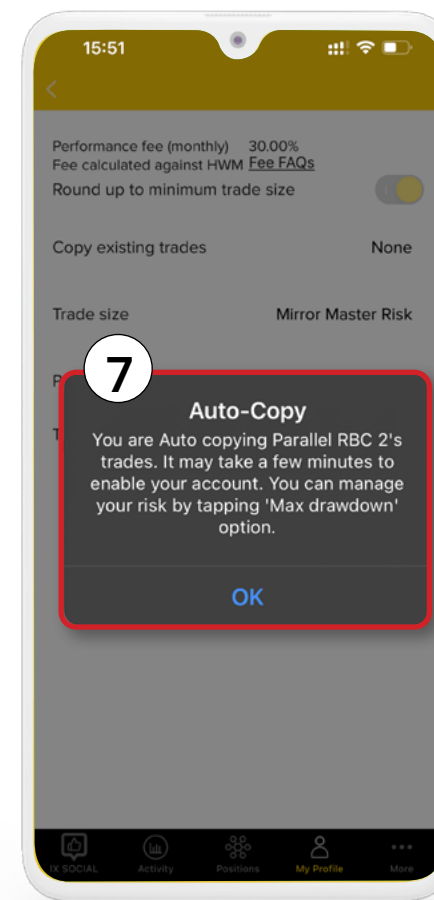 15:51
Performance fee (monthly) 30.00%
Fee calculated against HWM Fee FAQs
Round up to minimum trade size
Copy existing trades None
Trade size Mirror Master Risk
7
Auto-Copy
You are Auto copying Parallel RBC 2's
trades. It may take a few minutes to
enable your account. You can manage
your risk by tapping 'Max drawdown'
option.
OK
IX SOCIAL Activity Positions My Profile More